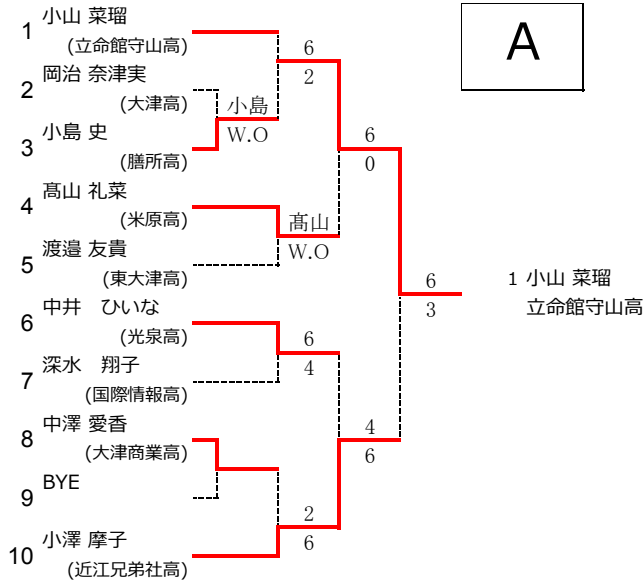 A
1 小山 菜瑠
(立命館守山高)
2 岡治 奈津実
(大津高)
3 小島 史
(膳所高)
4 髙山 礼菜
(米原高)
5 渡邉 友貴
(東大津高)
6 中井　ひいな
(光泉高)
7 深水　翔子
(国際情報高)
8 中澤 愛香
(大津商業高)
9 BYE
10 小澤 摩子
(近江兄弟社高)
小島
W.O
6
2
髙山
W.O
6
4
2
6
6
0
4
6
6
3
1 小山 菜瑠
立命館守山高